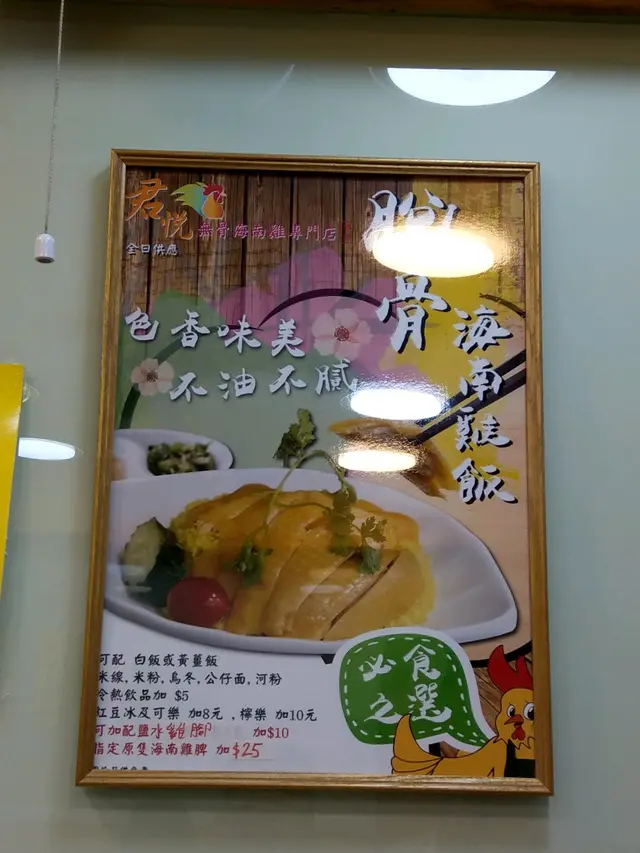 君悅
無骨海南雞專門店
全日供應
骨
海南雞飯
色香味美
不油不膩
可配 白飯或黃薑飯
米線,米粉,烏冬,公仔面,河粉
冷熱飲品加 $5
紅豆冰及可樂 加8元 ,檸樂 加10元
可加配鹽水雞腳 加$10
指定原隻海南雞脾 加$25
必食
之選